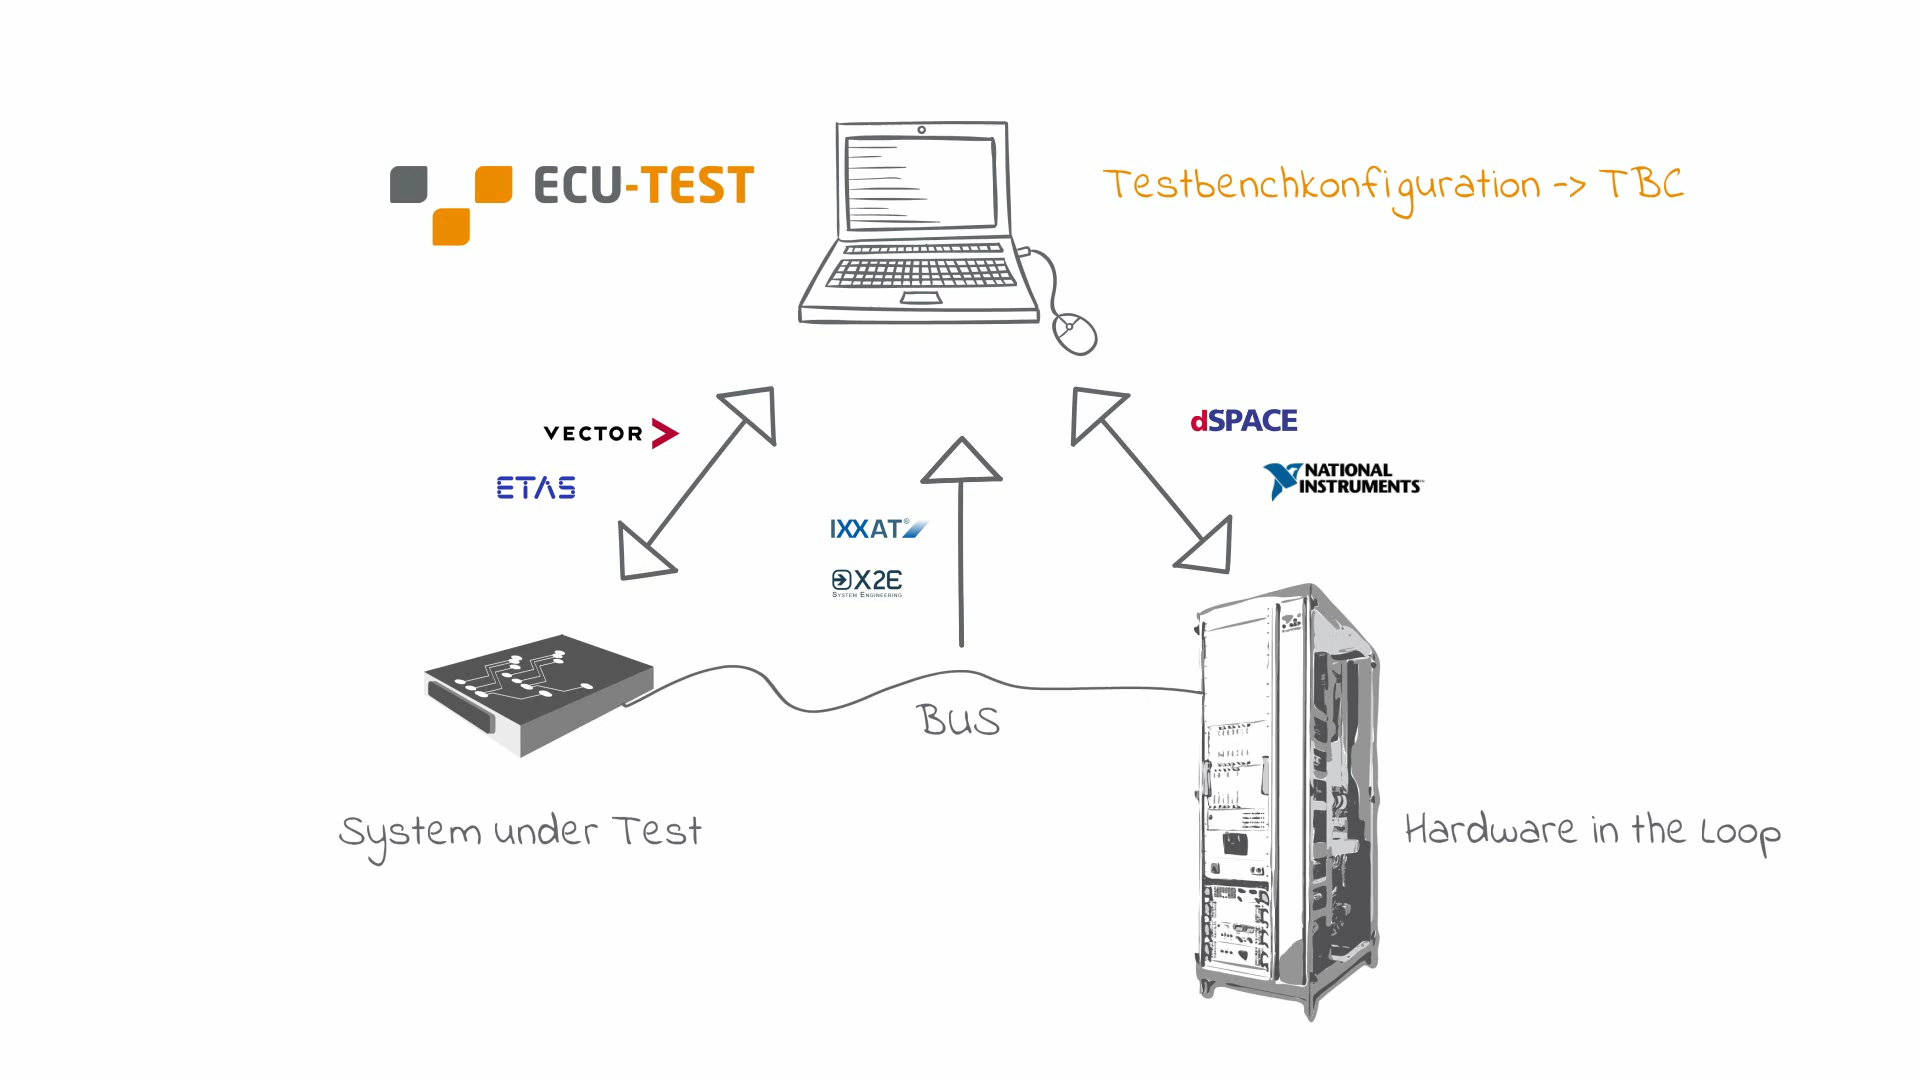 ECU-TEST
Testbenchkonfiguration -> TBC
VECTOR
ETAS
dSPACE
NATIONAL
INSTRUMENTS™
IXXAT®
X2E
SYSTEM ENGINEERING
BUS
System under Test
Hardware in the Loop